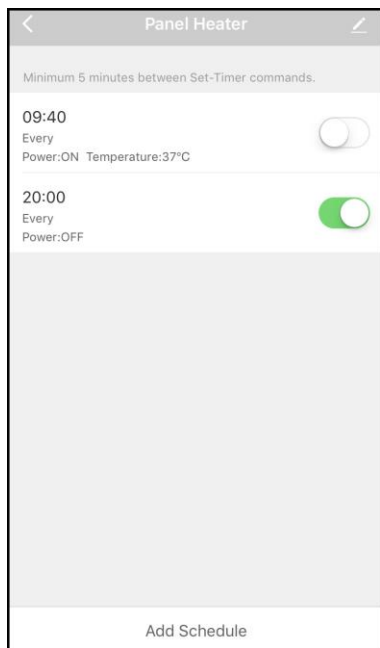 Panel Heater
Minimum 5 minutes between Set-Timer commands.
09:40
Every
Power:ON Temperature:37°C
20:00
Every
Power:OFF
Add Schedule